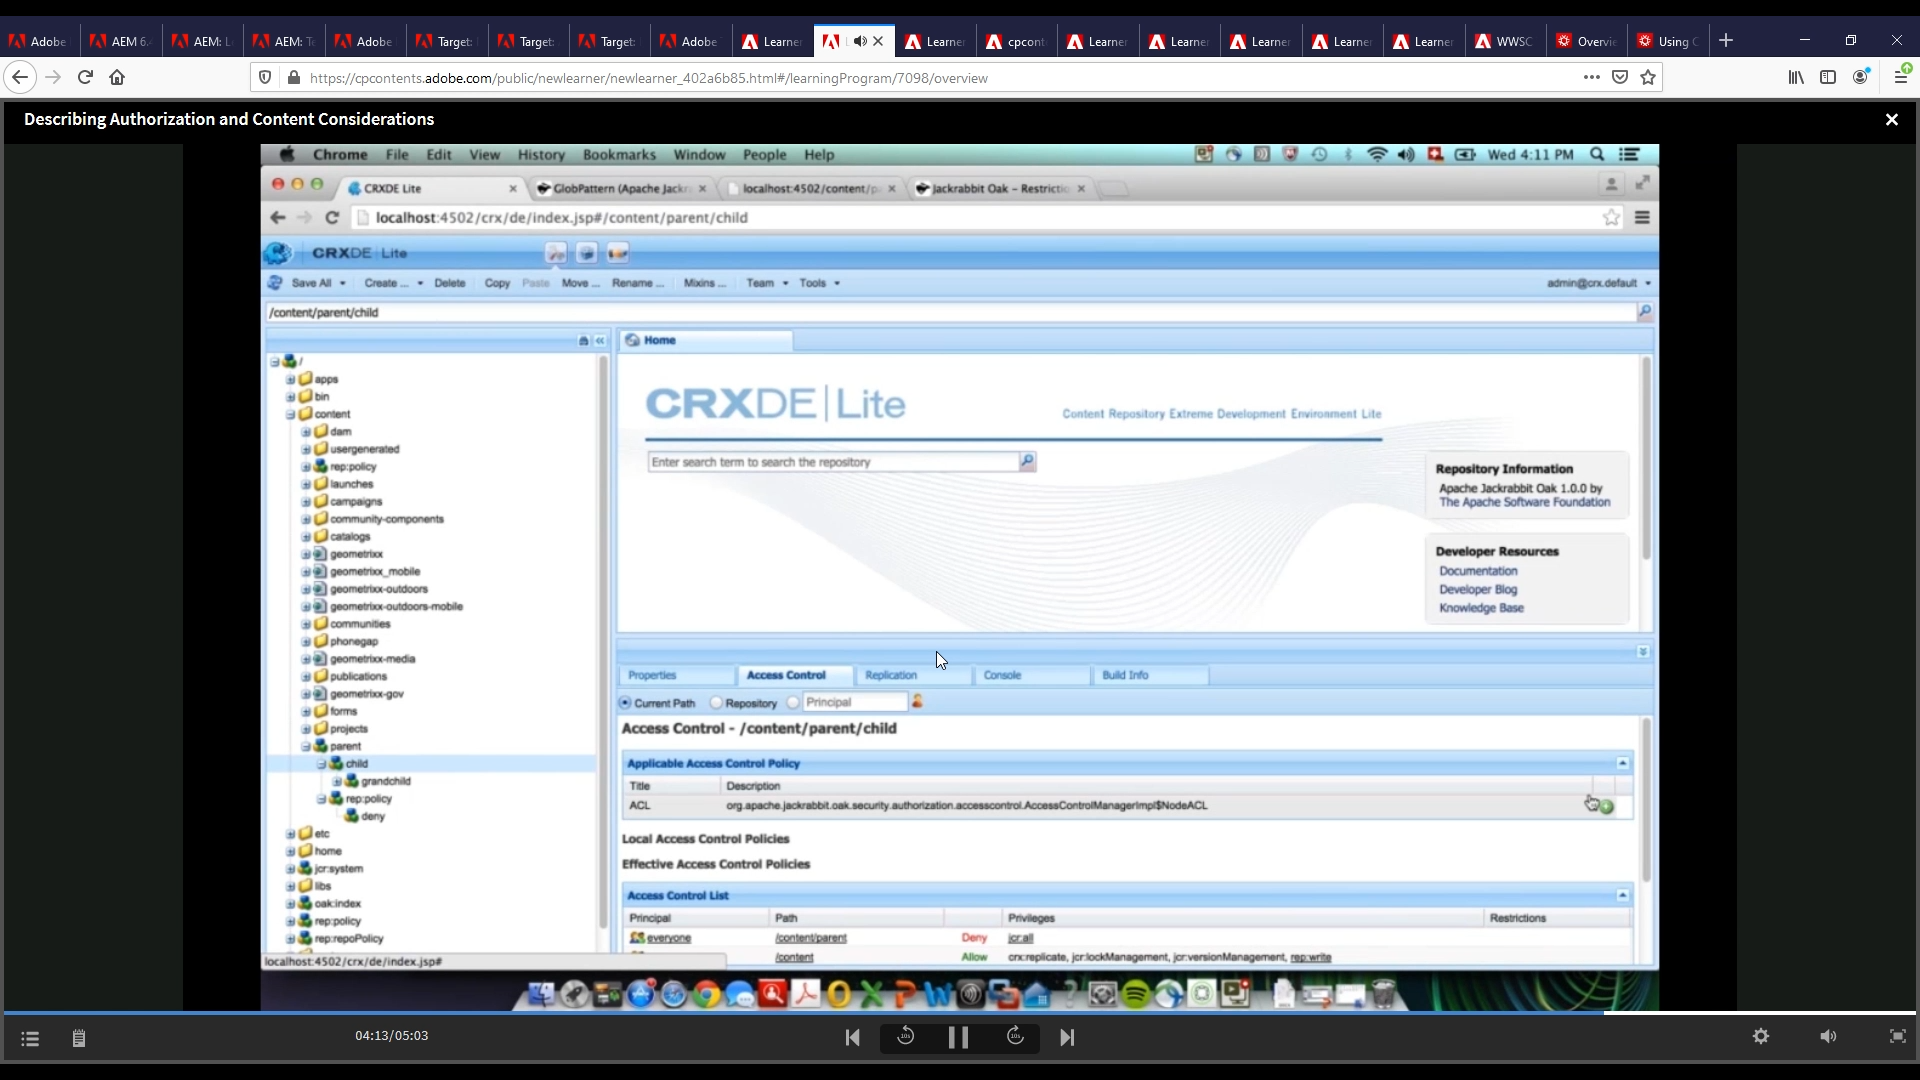 Adobe
AEM 6.
AEM: L
AEM: Te
Adobe
Target:
Target:
Target:
Adobe
Learner
Learner
cpcont
Learner
Learner
Learner
Learner
Learner
WWSC
Overvie
Using C
https://cpcontents.adobe.com/public/newlearner/newlearner_402a6b85.html#/learningProgram/7098/overview
Describing Authorization and Content Considerations
Chrome File Edit View History Bookmarks Window People Help
Wed 4:11 PM
CRXDE Lite
GlobPattern (Apache Jackr
localhost:4502/content/p
Jackrabbit Oak – Restrictio
localhost:4502/crx/de/index.jsp#/content/parent/child
CRXDE Lite
Save All Create ... Delete Copy Paste Move ... Rename ... Mixins ... Team Tools
admin@crx.default
/content/parent/child
/
apps
bin
content
dam
usergenerated
rep:policy
launches
campaigns
community-components
catalogs
geometrixx
geometrixx_mobile
geometrixx-outdoors
geometrixx-outdoors-mobile
communities
phonegap
geometrixx-media
publications
geometrixx-gov
forms
projects
parent
child
grandchild
rep:policy
deny
etc
home
jcr:system
libs
oak:index
rep:policy
rep:repoPolicy
localhost:4502/crx/de/index.jsp#
Home
CRXDE | Lite
Content Repository Extreme Development Environment Lite
Enter search term to search the repository
Repository Information
Apache Jackrabbit Oak 1.0.0 by
The Apache Software Foundation
Developer Resources
Documentation
Developer Blog
Knowledge Base
Properties Access Control Replication Console Build Info
Current Path Repository Principal
Access Control - /content/parent/child
Applicable Access Control Policy
Title Description
ACL org.apache.jackrabbit.oak.security.authorization.accesscontrol.AccessControlManagerImpl$NodeACL
Local Access Control Policies
Effective Access Control Policies
Access Control List
Principal Path Privileges Restrictions
everyone /content/parent Deny jcr:all
/content Allow crx:replicate, jcr:lockManagement, jcr:versionManagement, rep:write
04:13/05:03
10s
10s